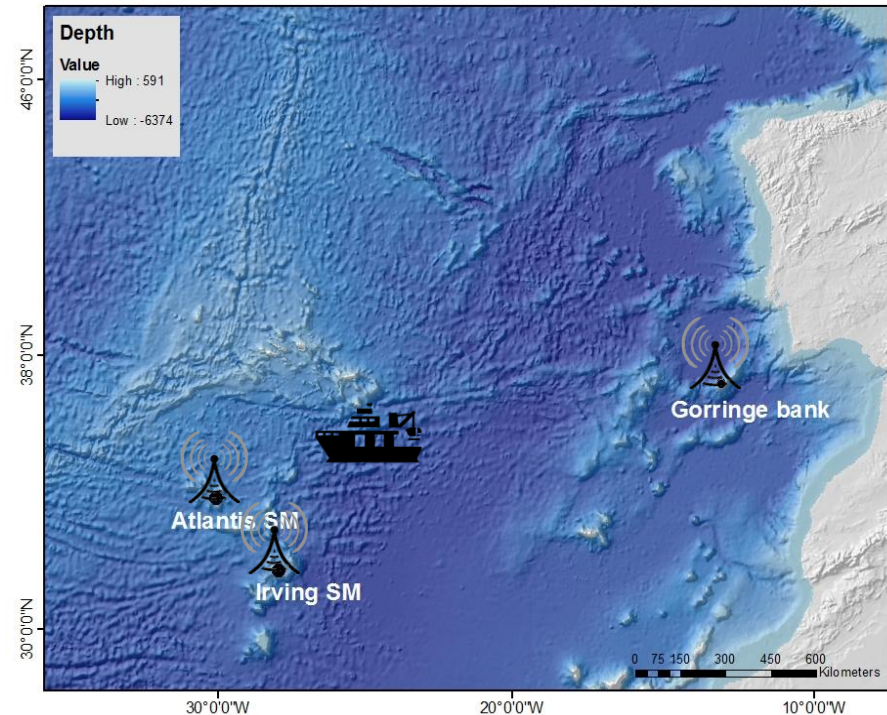 Depth
Value
High : 591
Low : -6374
46°0'0"N
38°0'0"N
30°0'0"N
Gorringe bank
Atlantis SM
Irving SM
0 75 150 300 450 600
Kilometers
30°0'0"W 20°0'0"W 10°0'0"W